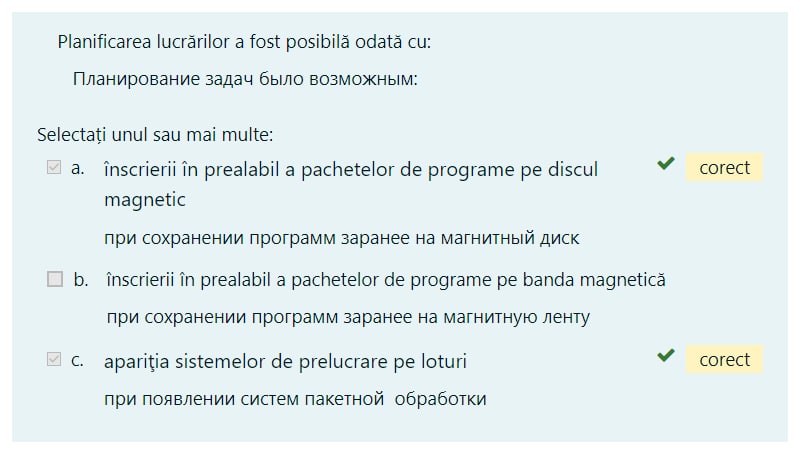 Planificarea lucrărilor a fost posibilă odată cu:
Планирование задач было возможным:
Selectați unul sau mai multe:
a. înscrierii în prealabil a pachetelor de programe pe discul corect
magnetic
при сохранении программ заранее на магнитный диск
b. înscrierii în prealabil a pachetelor de programe pe banda magnetică
при сохранении программ заранее на магнитную ленту
c. apariţia sistemelor de prelucrare pe loturi corect
при появлении систем пакетной обработки